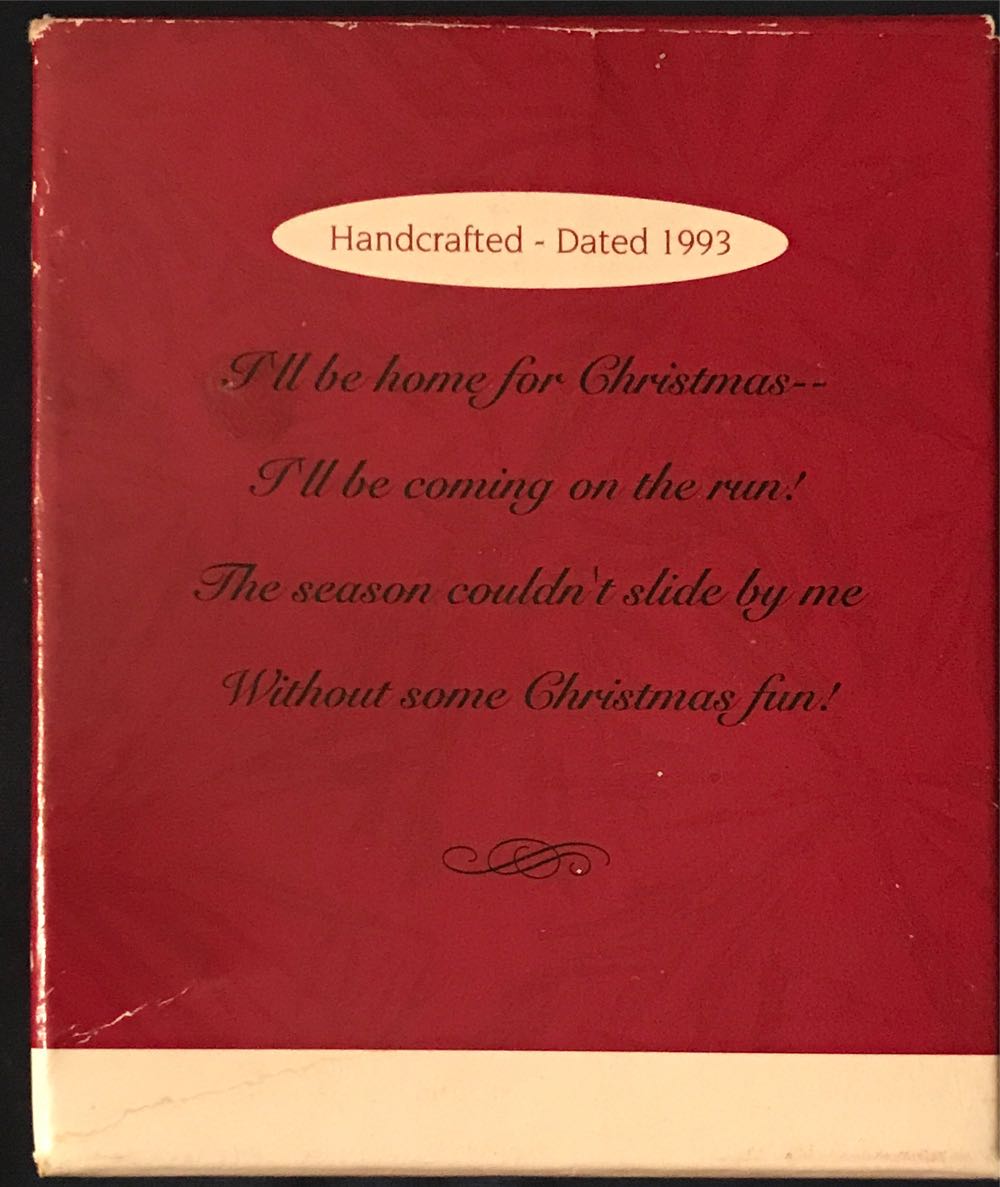 Handcrafted - Dated 1993
I'll be home for Christmas--
I'll be coming on the run!
The season couldn't slide by me
Without some Christmas fun!